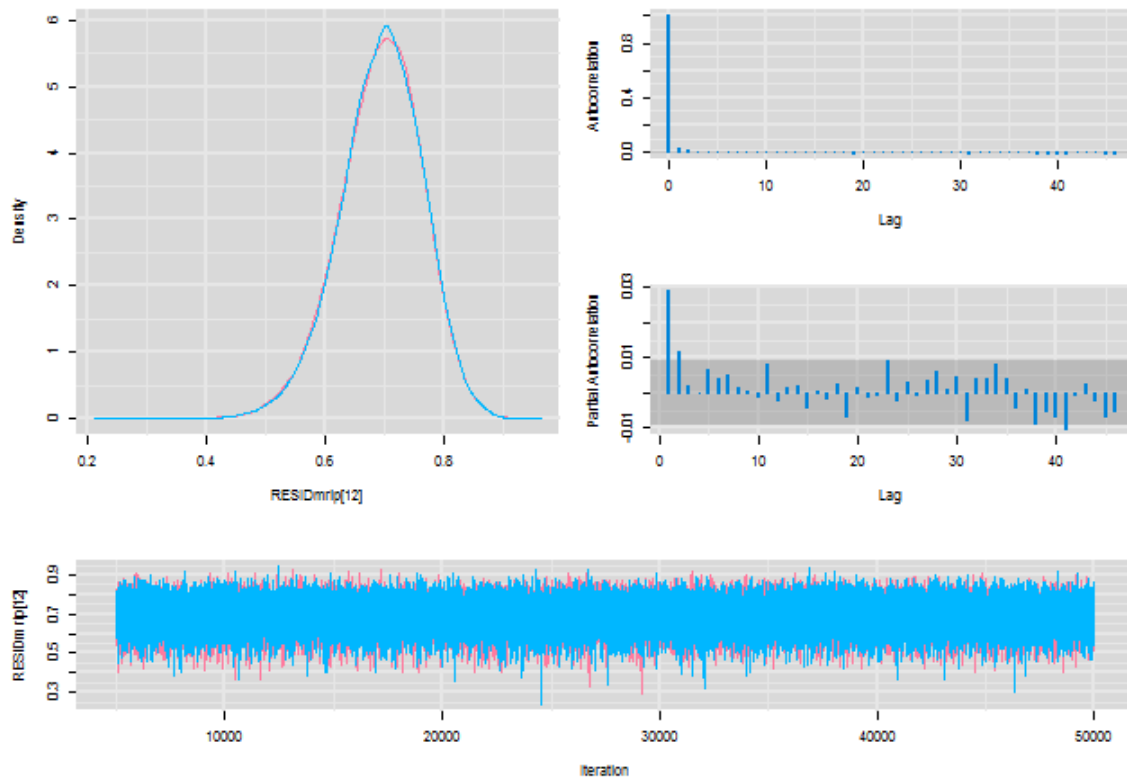 Density
0 1 2 3 4 5 6
0.2 0.4 0.6 0.8
RESIDmrip[12]
Autocorrelation
0.0 0.4 0.8
0 10 20 30 40
Lag
Partial Autocorrelation
-0.01 0.01 0.03
0 10 20 30 40
Lag
RESIDmrip[12]
0.3 0.5 0.7 0.9
10000 20000 30000 40000 50000
Iteration